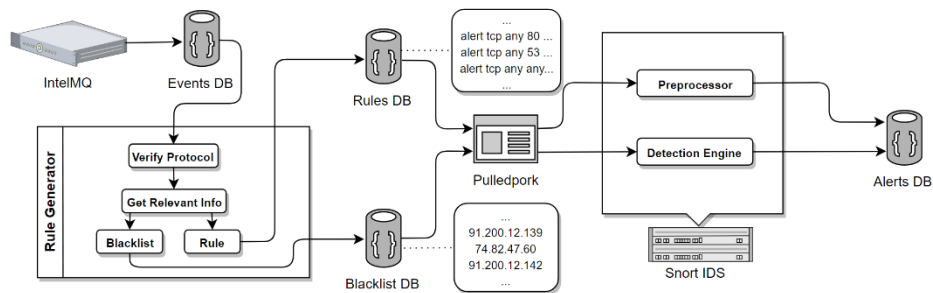 IntelMQ
Events DB
Rule Generator
Verify Protocol
Get Relevant Info
Blacklist
Rule
Rules DB
...
alert tcp any 80 ...
alert tcp any 53 ...
alert tcp any any...
...
Blacklist DB
...
91.200.12.139
74.82.47.60
91.200.12.142
...
Pulledpork
Preprocessor
Detection Engine
Snort IDS
Alerts DB